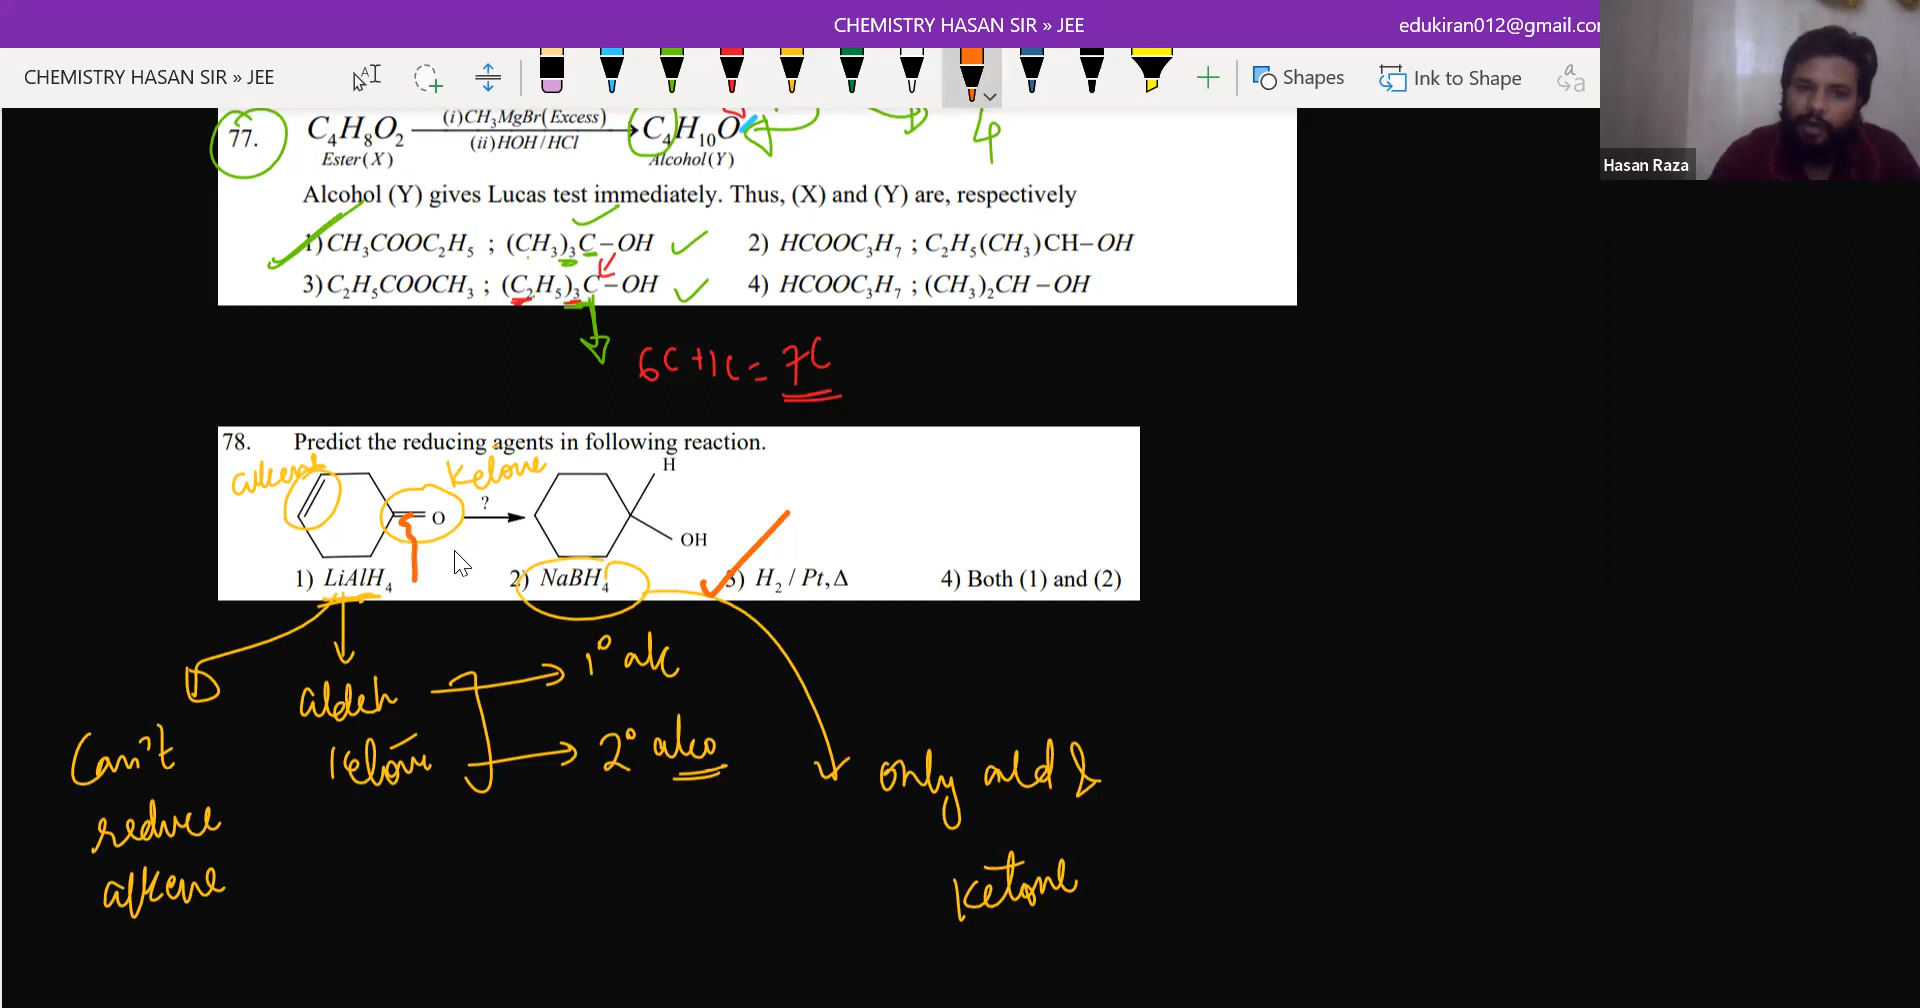 CHEMISTRY HASAN SIR » JEE
edukiran012@gmail.co
CHEMISTRY HASAN SIR » JEE
Shapes
Ink to Shape
Hasan Raza
77.
C₄H₈O₂ (i)CH₃MgBr(Excess) (ii)HOH/HCl C₄H₁₀O
Ester(X) Alcohol(Y)
4
Alcohol (Y) gives Lucas test immediately. Thus, (X) and (Y) are, respectively
1) CH₃COOC₂H₅ ; (CH₃)₃C–OH 2) HCOOC₃H₇ ; C₂H₅(CH₃)CH–OH
3) C₂H₅COOCH₃ ; (C₂H₅)₃C–OH 4) HCOOC₃H₇ ; (CH₃)₂CH–OH
6C+1C = 7C
78. Predict the reducing agents in following reaction.
Ketone
O ? H OH
1) LiAlH₄ 2) NaBH₄ 3) H₂ / Pt, Δ 4) Both (1) and (2)
aldeh 1° alc
Ketone 2° alco
Can't
reduce
alkene
only ald &
Ketone